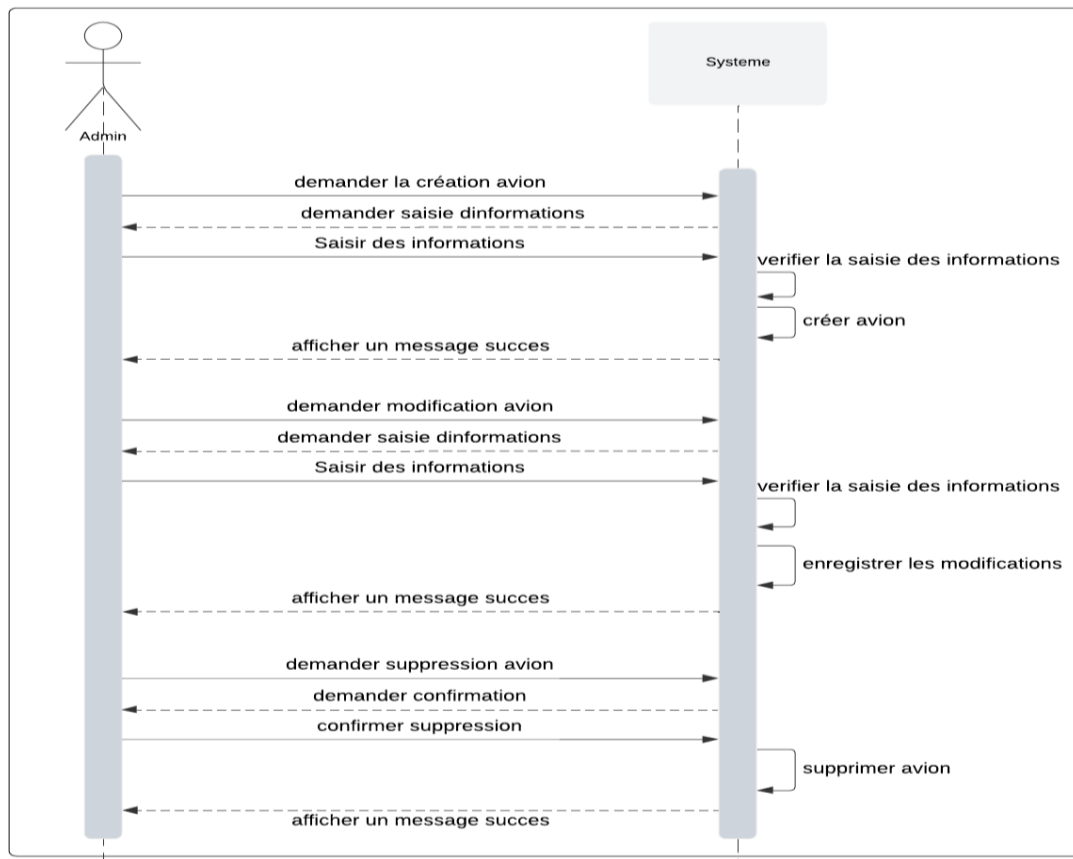 Systeme
Admin
demander la création avion
demander saisie dinformations
Saisir des informations
verifier la saisie des informations
créer avion
afficher un message succes
demander modification avion
demander saisie dinformations
Saisir des informations
verifier la saisie des informations
enregistrer les modifications
afficher un message succes
demander suppression avion
demander confirmation
confirmer suppression
supprimer avion
afficher un message succes